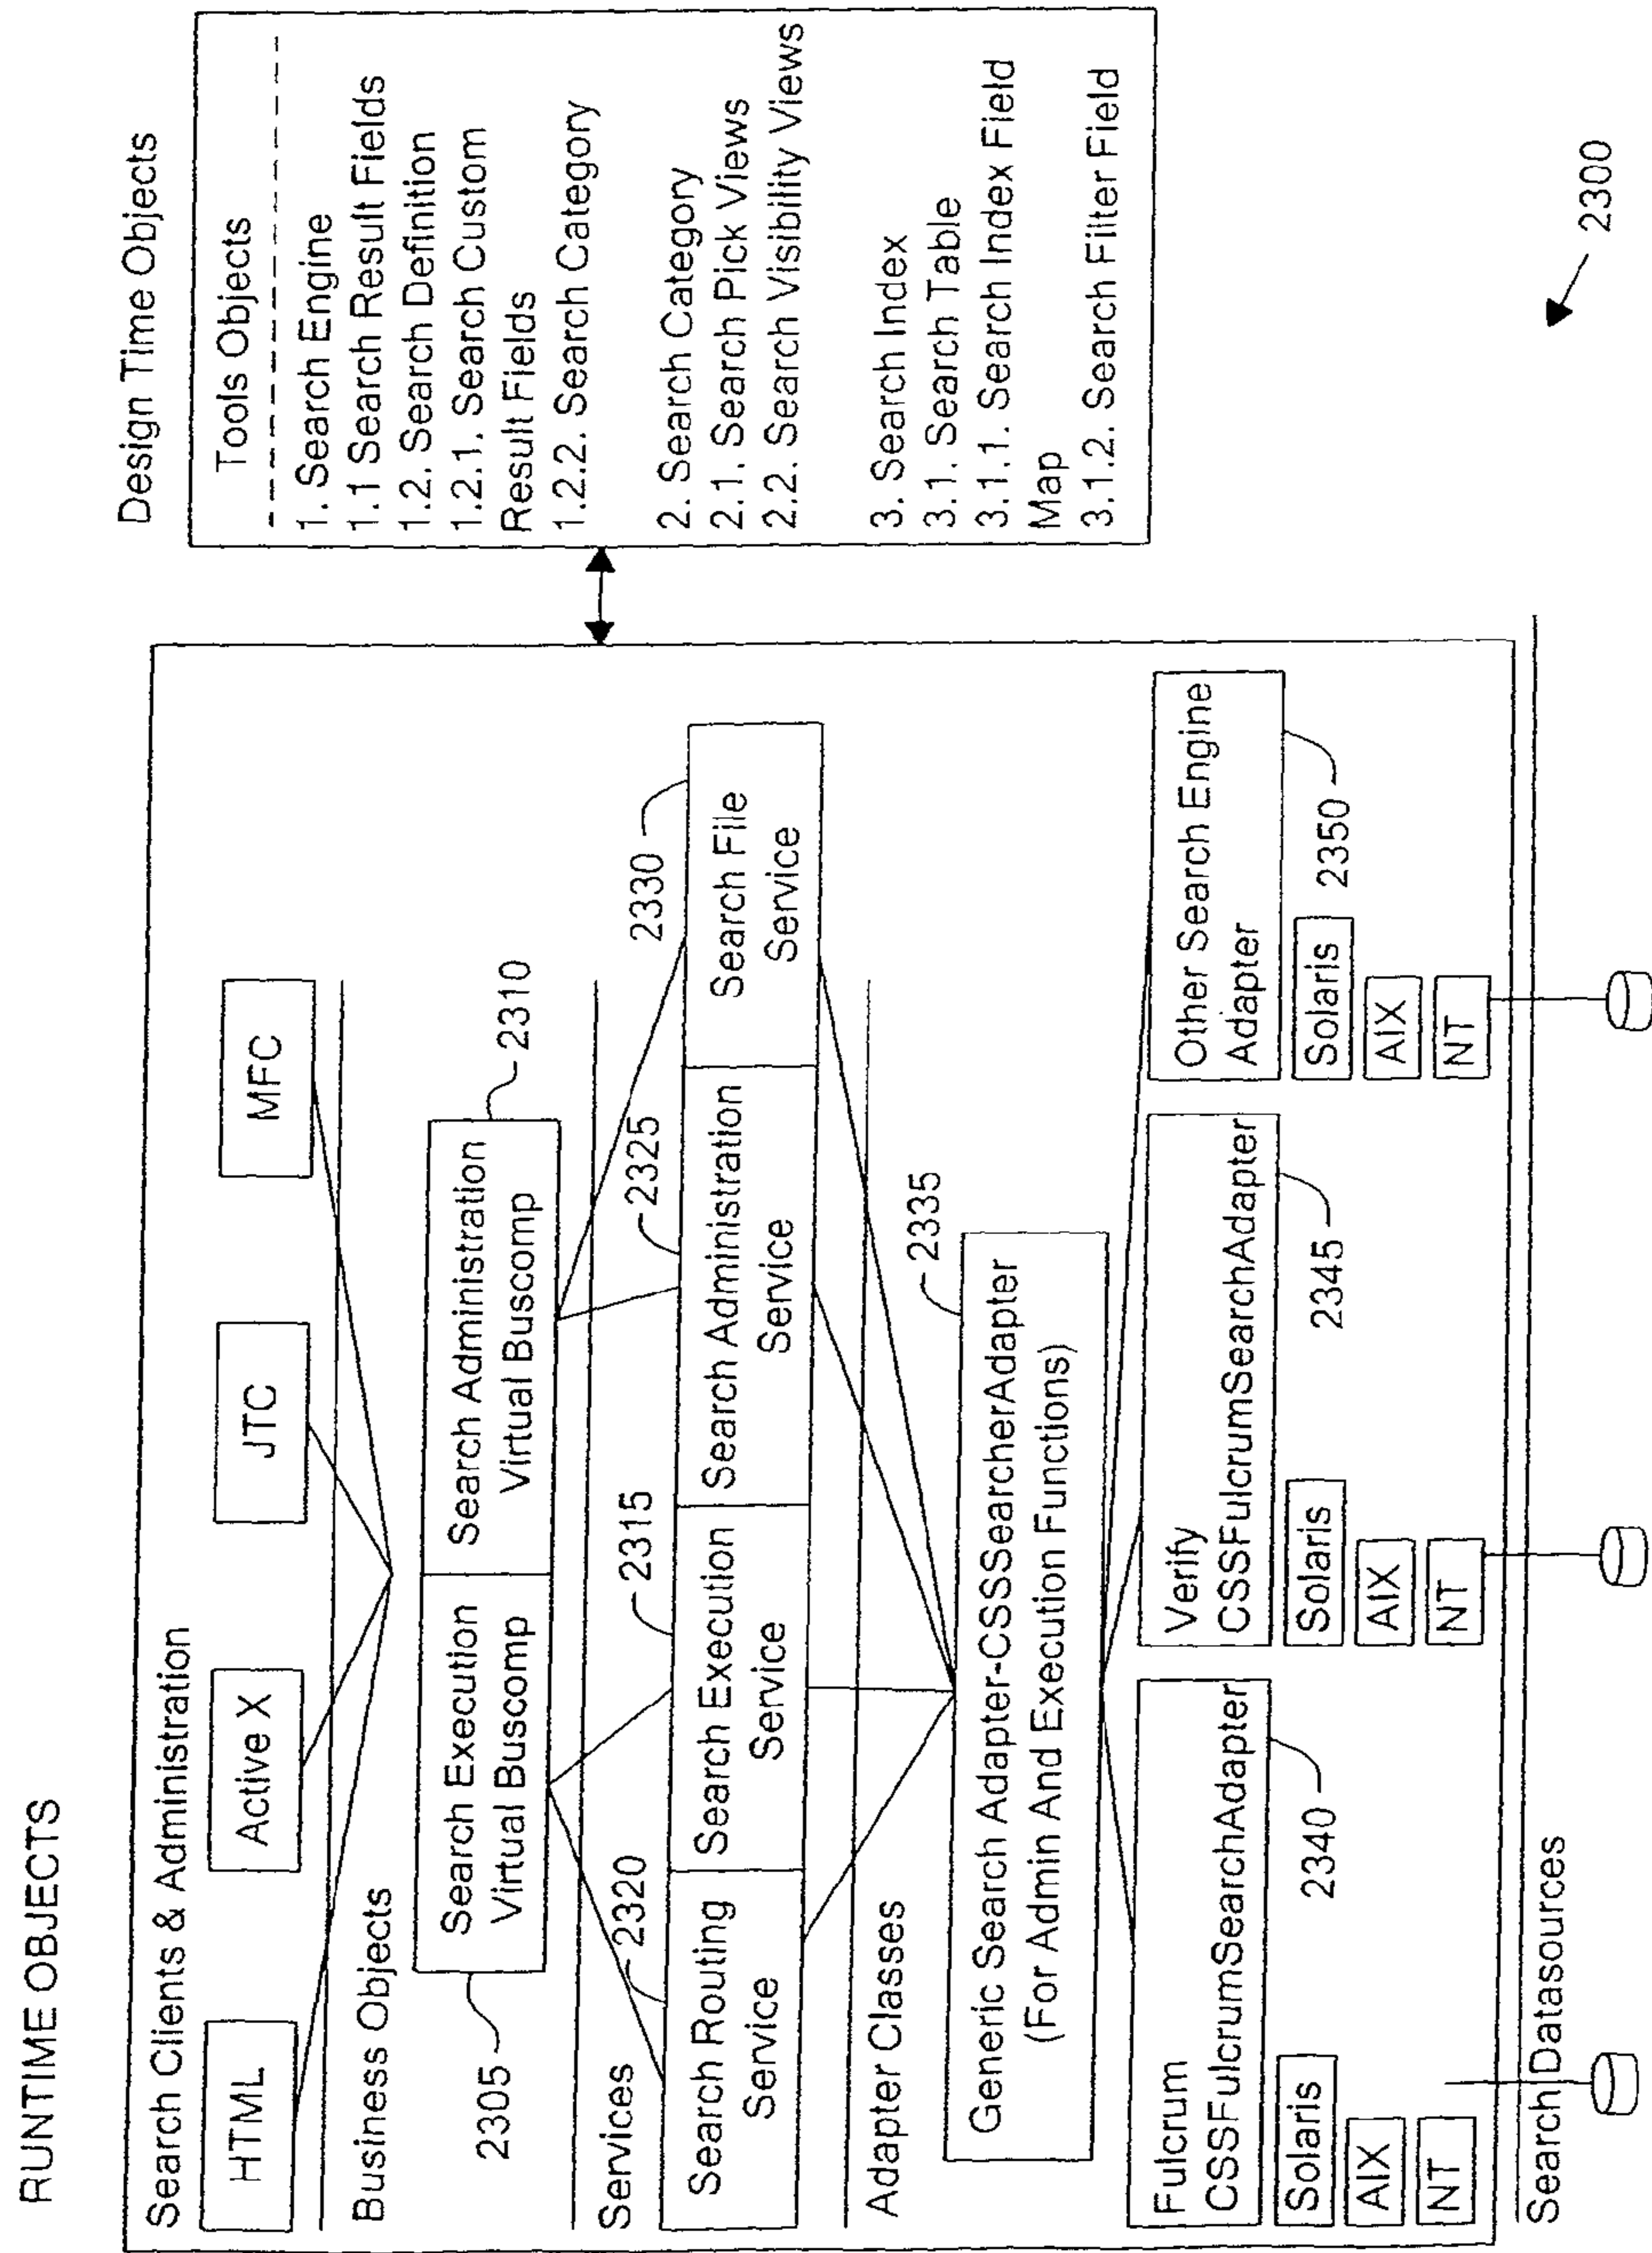 RUNTIME OBJECTS
Search Clients & Administration
HTML
Active X
JTC
MFC
Business Objects
2305
Search Execution
Virtual Buscomp
Search Administration
Virtual Buscomp
2310
Services
2320
2315
2325
2330
Search Routing
Service
Search Execution
Service
Search Administration
Service
Search File
Service
Adapter Classes
2335
Generic Search Adapter-CSSSearcherAdapter
(For Admin And Execution Functions)
Fulcrum
CSSFulcrumSearchAdapter
Solaris
AIX
NT
2340
Verify
CSSFulcrumSearchAdapter
Solaris
AIX
NT
2345
Other Search Engine
Adapter
Solaris
AIX
NT
2350
Search Datasources
Design Time Objects
Tools Objects
1. Search Engine
1.1 Search Result Fields
1.2. Search Definition
1.2.1. Search Custom
Result Fields
1.2.2. Search Category
2. Search Category
2.1. Search Pick Views
2.2. Search Visibility Views
3. Search Index
3.1. Search Table
3.1.1. Search Index Field
Map
3.1.2. Search Filter Field
2300